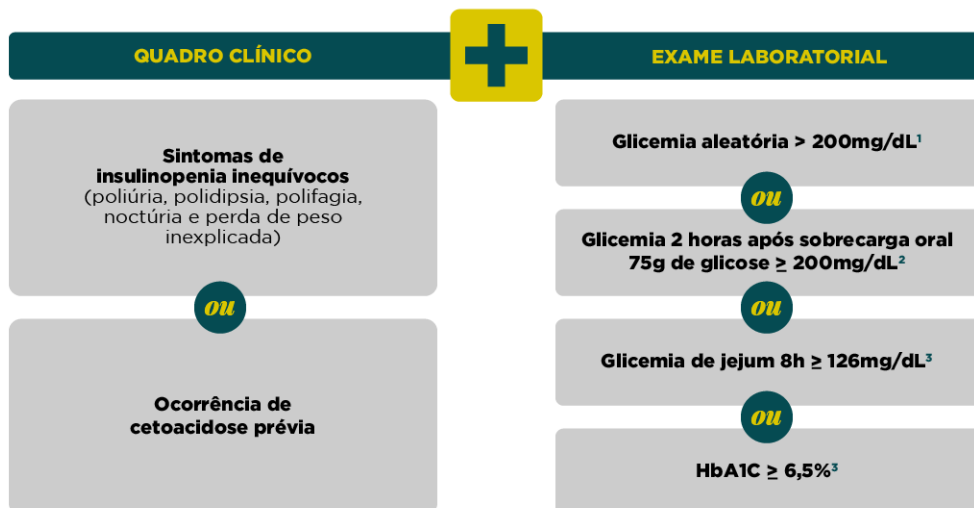 QUADRO CLÍNICO
Sintomas de
insulinopenia inequívocos
(poliúria, polidipsia, polifagia,
noctúria e perda de peso
inexplicada)
ou
Ocorrência de
cetoacidose prévia
EXAME LABORATORIAL
Glicemia aleatória > 200mg/dL¹
ou
Glicemia 2 horas após sobrecarga oral
75g de glicose ≥ 200mg/dL²
ou
Glicemia de jejum 8h ≥ 126mg/dL³
ou
HbA1C ≥ 6,5%³